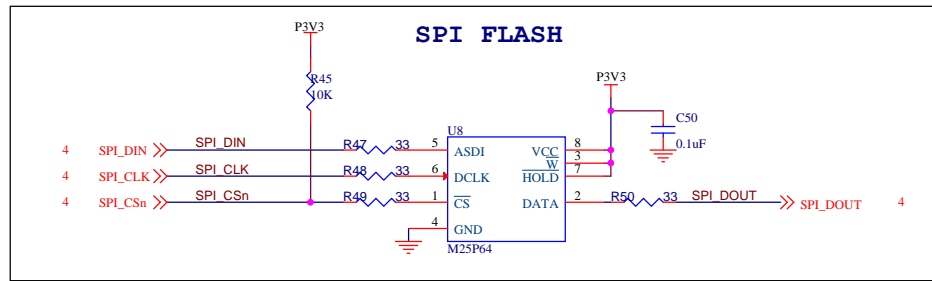 SPI FLASH
P3V3
R45
10K
P3V3
C50
0.1uF
U8
4 SPI_DIN SPI_DIN R47 33 5 ASDI VCC 8
W 3
4 SPI_CLK SPI_CLK R48 33 6 DCLK HOLD 7
4 SPI_CSn SPI_CSn R49 33 1 CS DATA 2 R50 33 SPI_DOUT SPI_DOUT 4
4 GND
M25P64